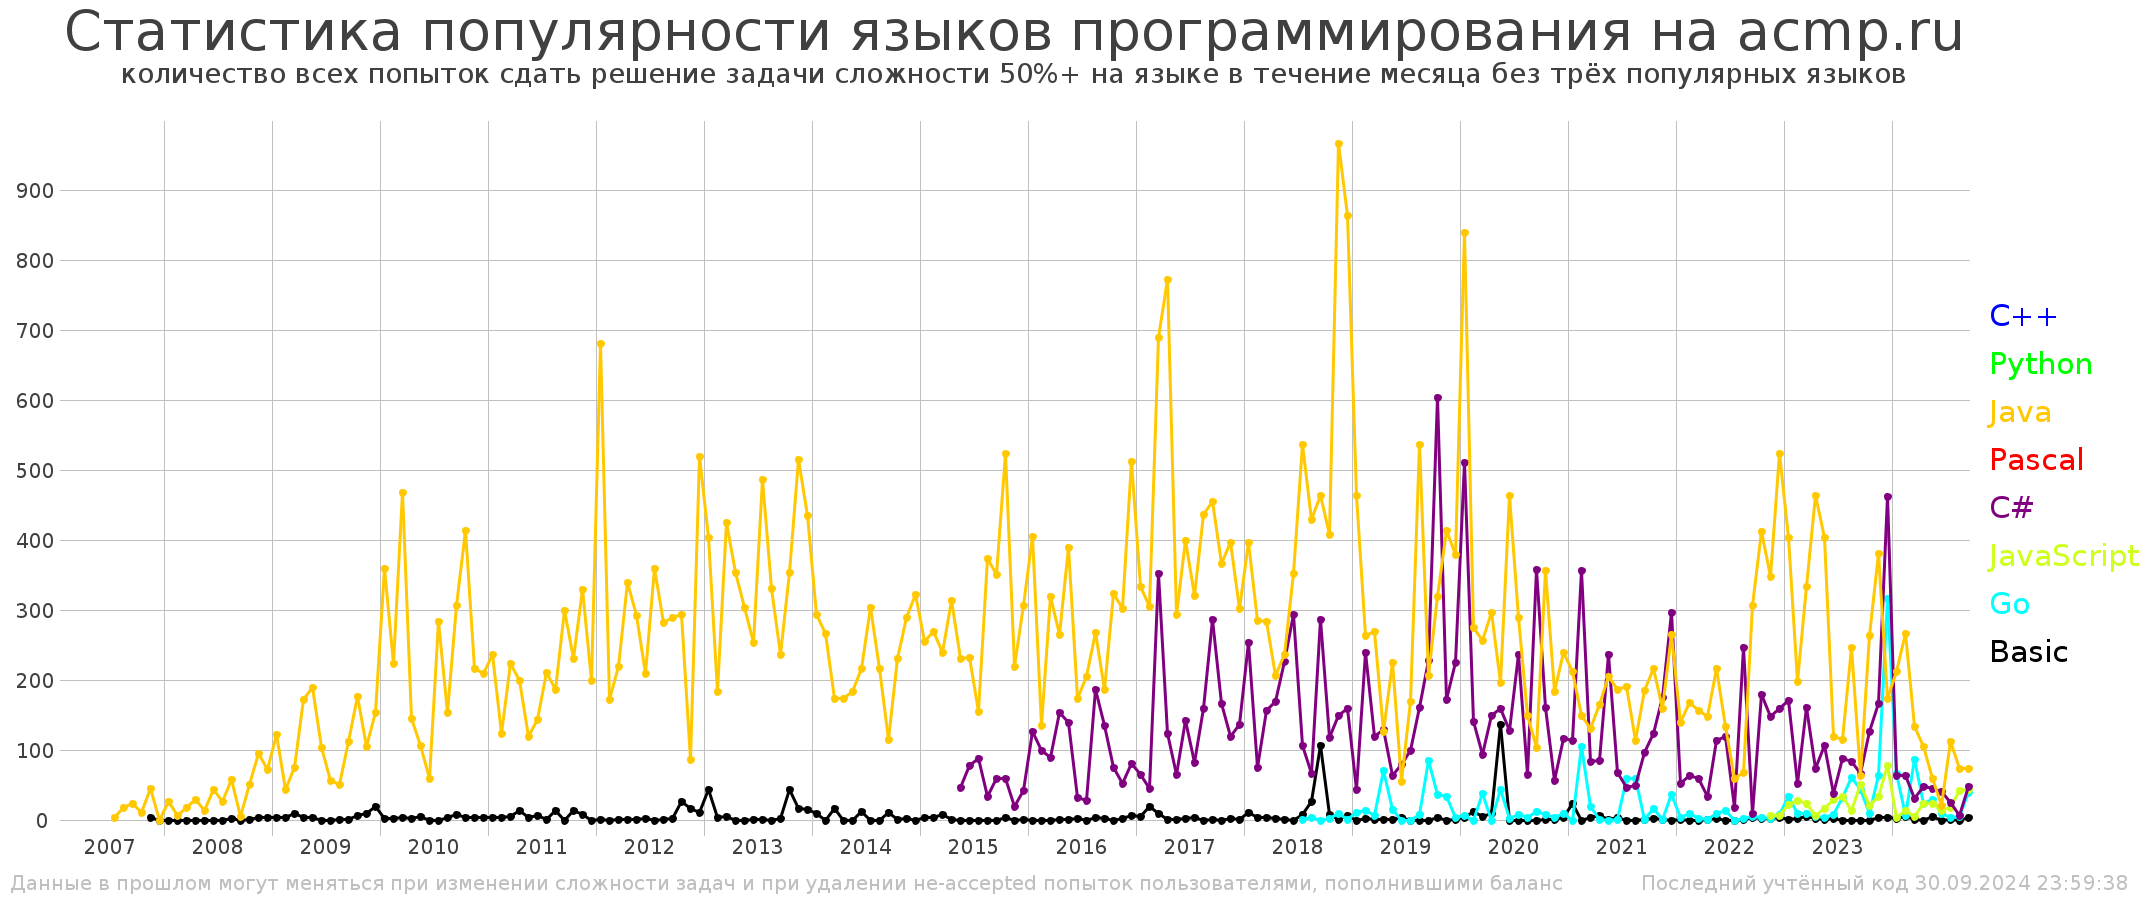 Статистика популярности языков программирования на acmp.ru
количество всех попыток сдать решение задачи сложности 50%+ на языке в течение месяца без трёх популярных языков
900
800
700
600
500
400
300
200
100
0
C++
Python
Java
Pascal
C#
JavaScript
Go
Basic
2007 2008 2009 2010 2011 2012 2013 2014 2015 2016 2017 2018 2019 2020 2021 2022 2023
Данные в прошлом могут меняться при изменении сложности задач и при удалении не-accepted попыток пользователями, пополнившими баланс
Последний учтённый код 30.09.2024 23:59:38